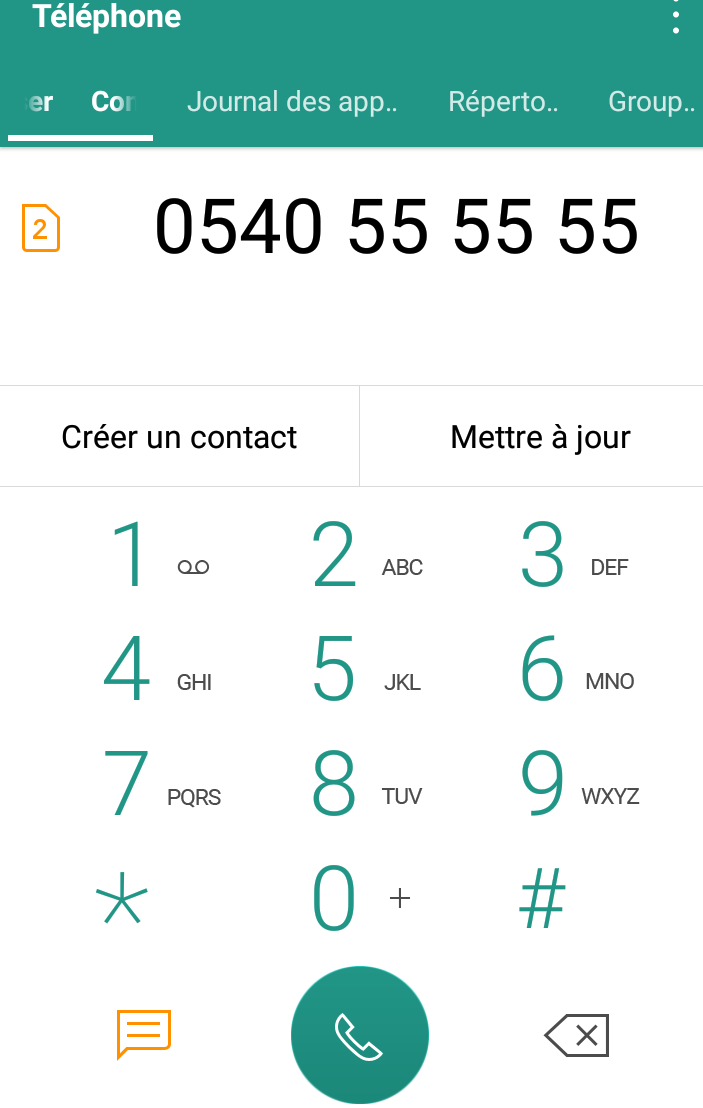 Téléphone
er Cor Journal des app.. Réperto.. Group..
2 0540 55 55 55
Créer un contact Mettre à jour
1 2 ABC 3 DEF
4 GHI 5 JKL 6 MNO
7 PQRS 8 TUV 9 WXYZ
* 0 + #